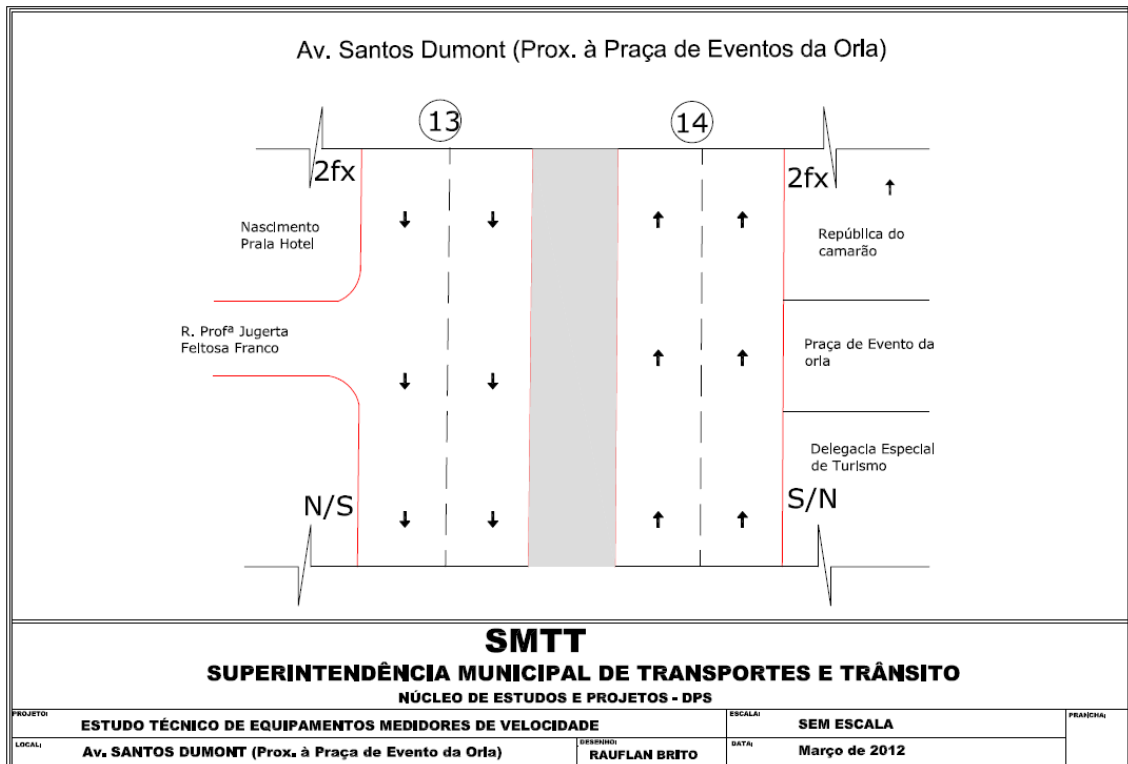 Av. Santos Dumont (Prox. à Praça de Eventos da Orla)
13
14
2fx
2fx
Nascimento
Praia Hotel
República do
camarão
R. Profª Jugerta
Feitosa Franco
Praça de Evento da
orla
Delegacia Especial
de Turismo
N/S
S/N
SMTT
SUPERINTENDÊNCIA MUNICIPAL DE TRANSPORTES E TRÂNSITO
NÚCLEO DE ESTUDOS E PROJETOS - DPS
PROJETO:
ESTUDO TÉCNICO DE EQUIPAMENTOS MEDIDORES DE VELOCIDADE
ESCALA:
SEM ESCALA
PRANCHA:
LOCAL:
Av. SANTOS DUMONT (Prox. à Praça de Evento da Orla)
DESENHO:
RAUFLAN BRITO
DATA:
Março de 2012